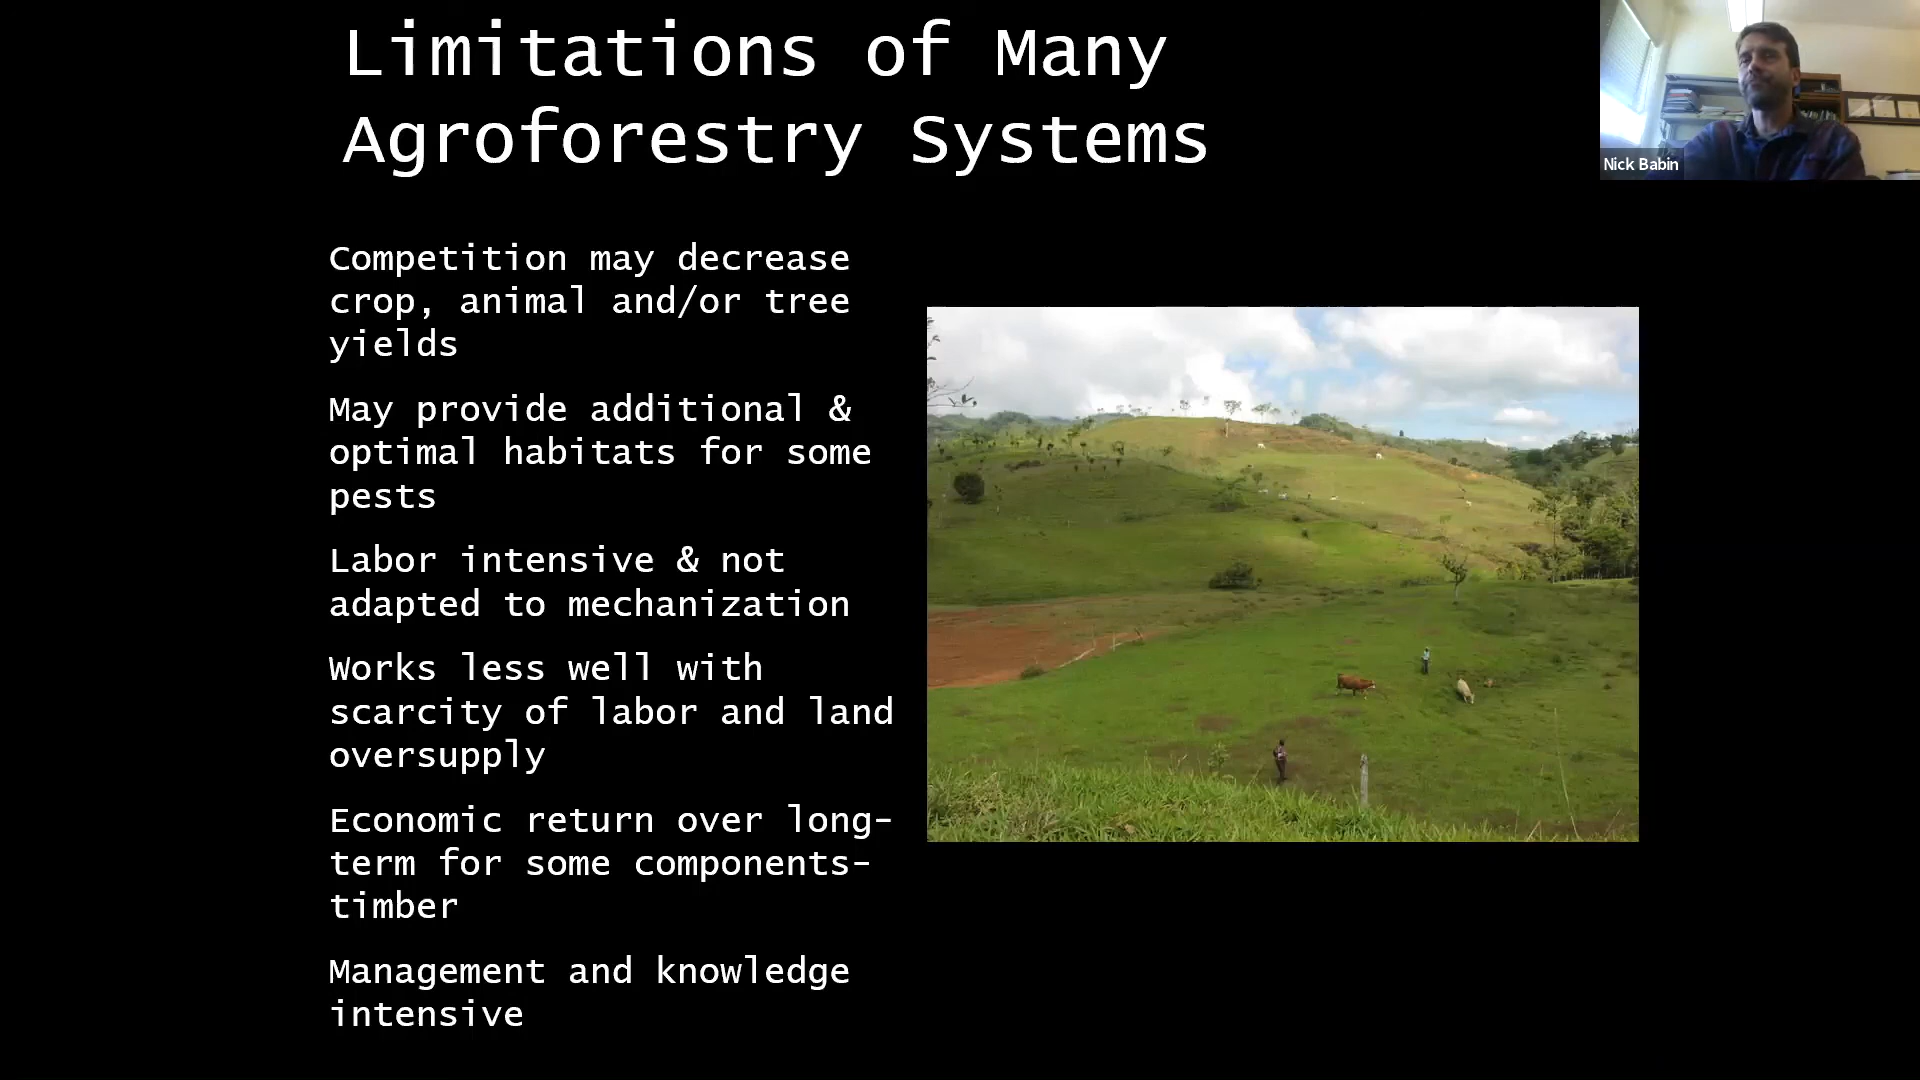 Limitations of Many
Agroforestry Systems
Nick Babin
Competition may decrease
crop, animal and/or tree
yields
May provide additional &
optimal habitats for some
pests
Labor intensive & not
adapted to mechanization
Works less well with
scarcity of labor and land
oversupply
Economic return over long-
term for some components-
timber
Management and knowledge
intensive